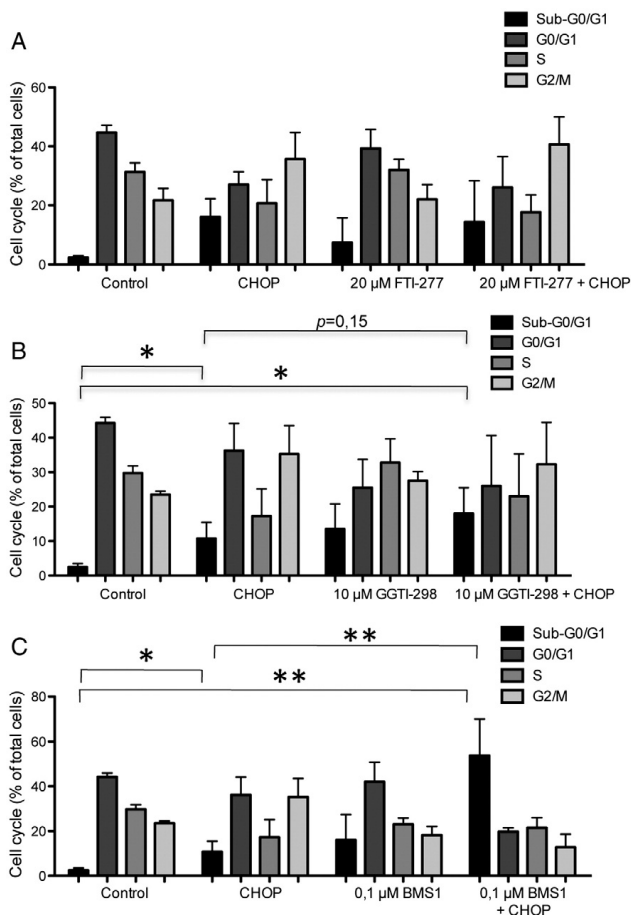 A
Sub-G0/G1
G0/G1
S
G2/M
Cell cycle (% of total cells)
60
40
20
0
Control
CHOP
20 µM FTI-277
20 µM FTI-277 + CHOP
B
p=0,15
*
*
Sub-G0/G1
G0/G1
S
G2/M
Cell cycle (% of total cells)
50
40
30
20
10
0
Control
CHOP
10 µM GGTI-298
10 µM GGTI-298 + CHOP
C
**
*
**
Sub-G0/G1
G0/G1
S
G2/M
Cell cycle (% of total cells)
80
60
40
20
0
Control
CHOP
0,1 µM BMS1
0,1 µM BMS1
+ CHOP